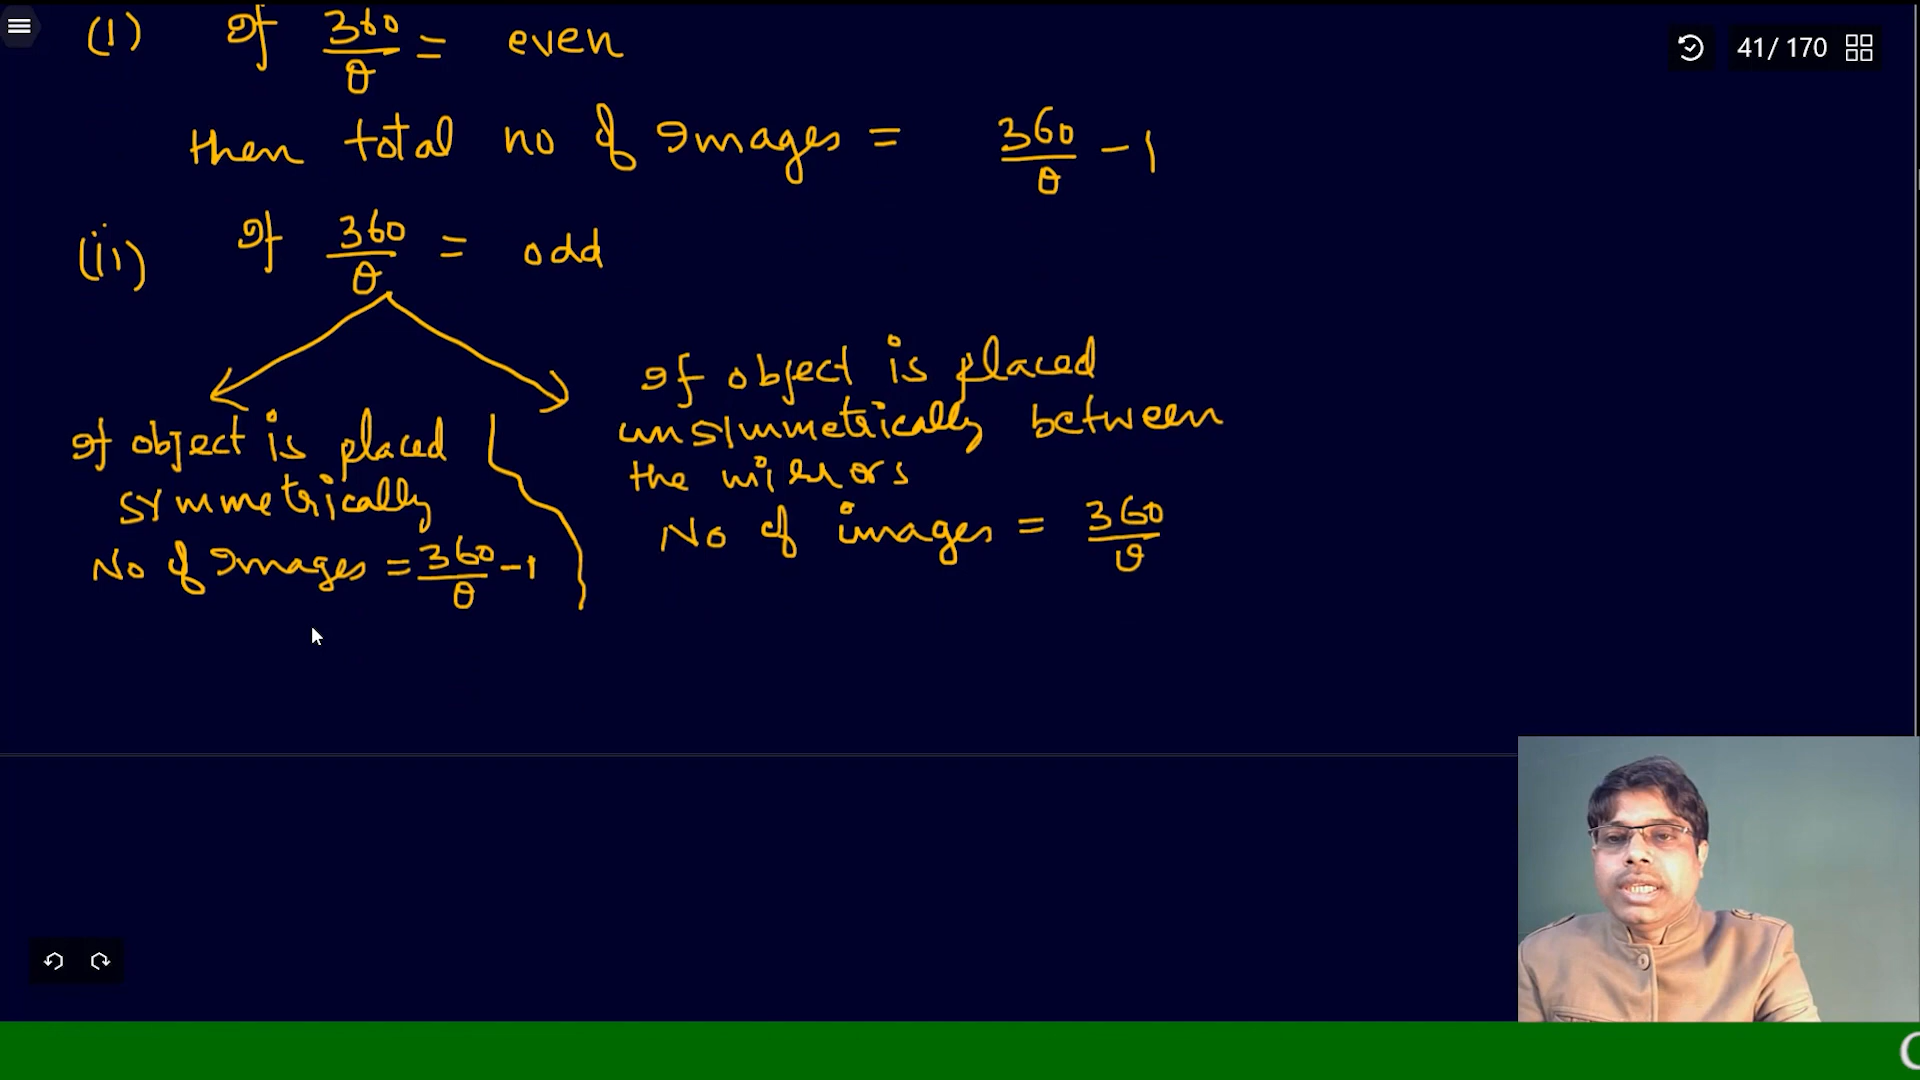 (i) If 360/θ = even
41/ 170
then total no of Images = 360/θ - 1
(ii) If 360/θ = odd
If object is placed
symmetrically
No of Images = 360/θ - 1
If object is placed
unsymmetrically between
the mirrors
No of images = 360/θ